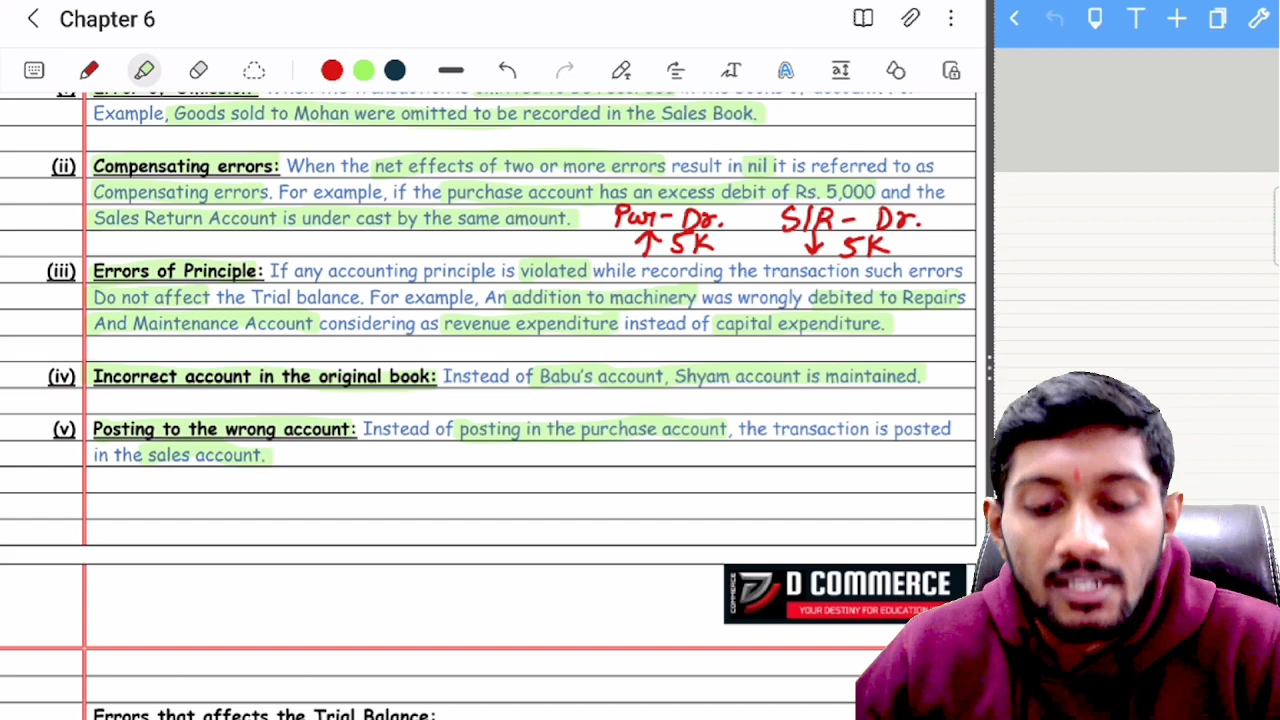 Chapter 6
Example, Goods sold to Mohan were omitted to be recorded in the Sales Book.
(ii) Compensating errors: When the net effects of two or more errors result in nil it is referred to as
Compensating errors. For example, if the purchase account has an excess debit of Rs. 5,000 and the
Sales Return Account is under cast by the same amount. Pur - Dr. S/R - Dr.
↑ 5K ↓ 5K
(iii) Errors of Principle: If any accounting principle is violated while recording the transaction such errors
Do not affect the Trial balance. For example, An addition to machinery was wrongly debited to Repairs
And Maintenance Account considering as revenue expenditure instead of capital expenditure.
(iv) Incorrect account in the original book: Instead of Babu's account, Shyam account is maintained.
(v) Posting to the wrong account: Instead of posting in the purchase account, the transaction is posted
in the sales account.
COMMERCE
D COMMERCE
YOUR DESTINY FOR EDUCATION
Errors that affects the Trial Balance: